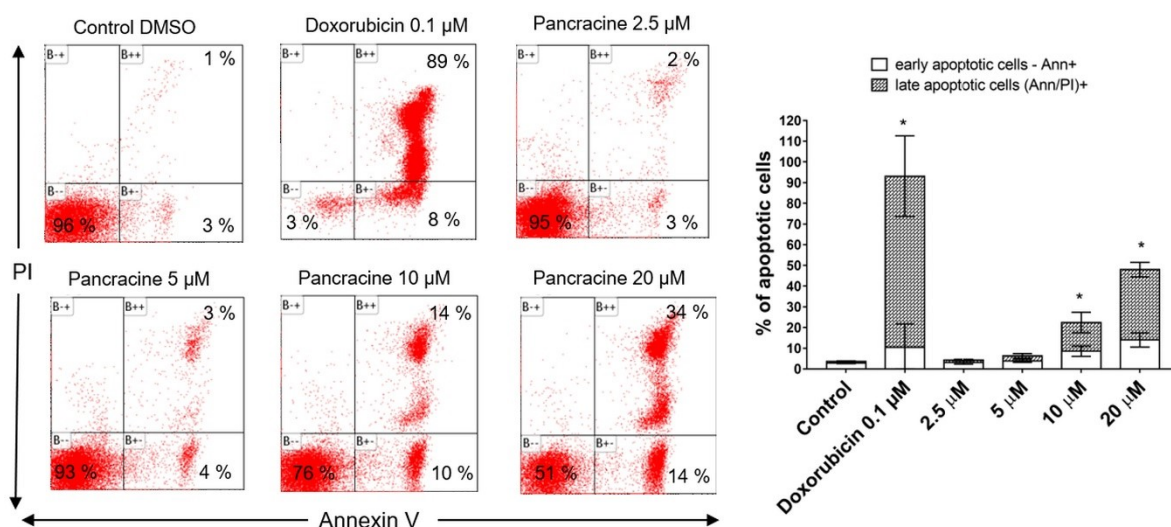 Control DMSO
B-+
B++
1 %
B--
B+-
96 %
3 %
Doxorubicin 0.1 µM
B-+
B++
89 %
B--
B+-
3 %
8 %
Pancracine 2.5 µM
B-+
B++
2 %
B--
B+-
95 %
3 %
PI
Pancracine 5 µM
B-+
B++
3 %
B--
B+-
93 %
4 %
Pancracine 10 µM
B-+
B++
14 %
B--
B+-
76 %
10 %
Pancracine 20 µM
B-+
B++
34 %
B--
B+-
51 %
14 %
Annexin V
early apoptotic cells - Ann+
late apoptotic cells (Ann/PI)+
% of apoptotic cells
120
110
100
90
80
70
60
50
40
30
20
10
0
*
*
*
Control
Doxorubicin 0.1 µM
2.5 µM
5 µM
10 µM
20 µM